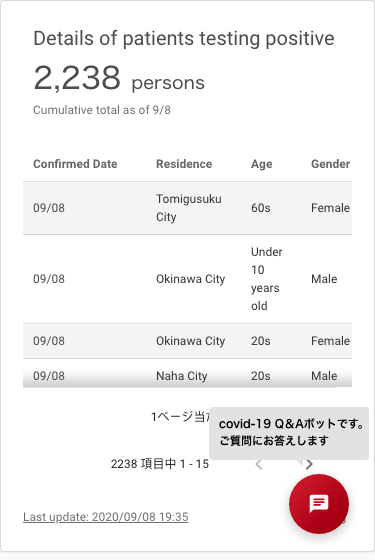 Details of patients testing positive
2,238 persons
Cumulative total as of 9/8
Confirmed Date Residence Age Gender
09/08 Tomigusuku City 60s Female
09/08 Okinawa City Under 10 years old Male
09/08 Okinawa City 20s Female
09/08 Naha City 20s Male
1ページ当
covid-19 Q&Aボットです。
ご質問にお答えします
2238 項目中 1 - 15
Last update: 2020/09/08 19:35